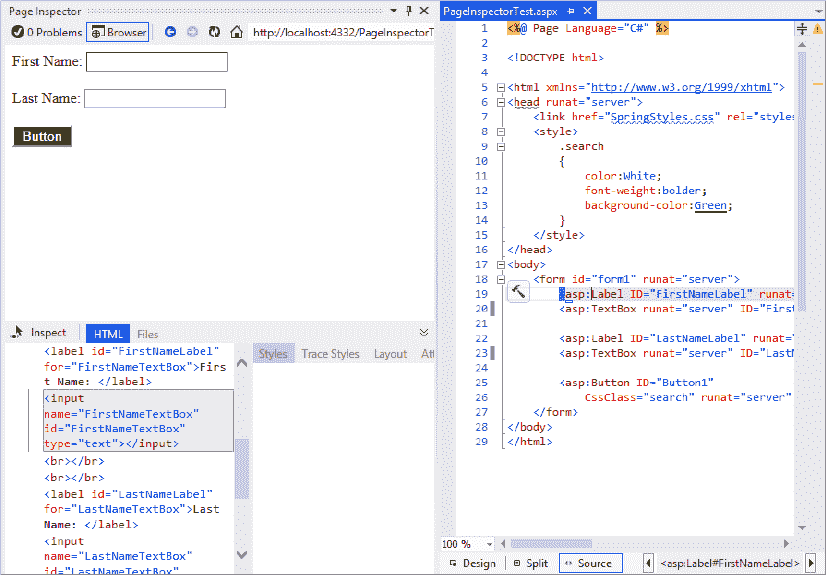 Page Inspector
0 Problems Browser http://localhost:4332/PageInspectorT
First Name:
Last Name:
Button
Inspect HTML Files
<label id="FirstNameLabel"
for="FirstNameTextBox">Firs
t Name: </label>
<input
name="FirstNameTextBox"
id="FirstNameTextBox"
type="text"></input>
<br></br>
<br></br>
<label id="LastNameLabel"
for="LastNameTextBox">Last
Name: </label>
<input
name="LastNameTextBox"
id="LastNameTextBox"
Styles Trace Styles Layout Att
PageInspectorTest.aspx
1 <%@ Page Language="C#" %>
2
3 <!DOCTYPE html>
4
5 <html xmlns="http://www.w3.org/1999/xhtml">
6 <head runat="server">
7 <link href="SpringStyles.css" rel="styles
8 <style>
9 .search
10 {
11 color:White;
12 font-weight:bolder;
13 background-color:Green;
14 }
15 </style>
16 </head>
17 <body>
18 <form id="form1" runat="server">
19 <asp:Label ID="FirstNameLabel" runat=
20 <asp:TextBox runat="server" ID="First
21
22 <asp:Label ID="LastNameLabel" runat="
23 <asp:TextBox runat="server" ID="LastN
24
25 <asp:Button ID="Button1"
26 CssClass="search" runat="server"
27 </form>
28 </body>
29 </html>
100 %
Design Split Source <asp:Label#FirstNameLabel>